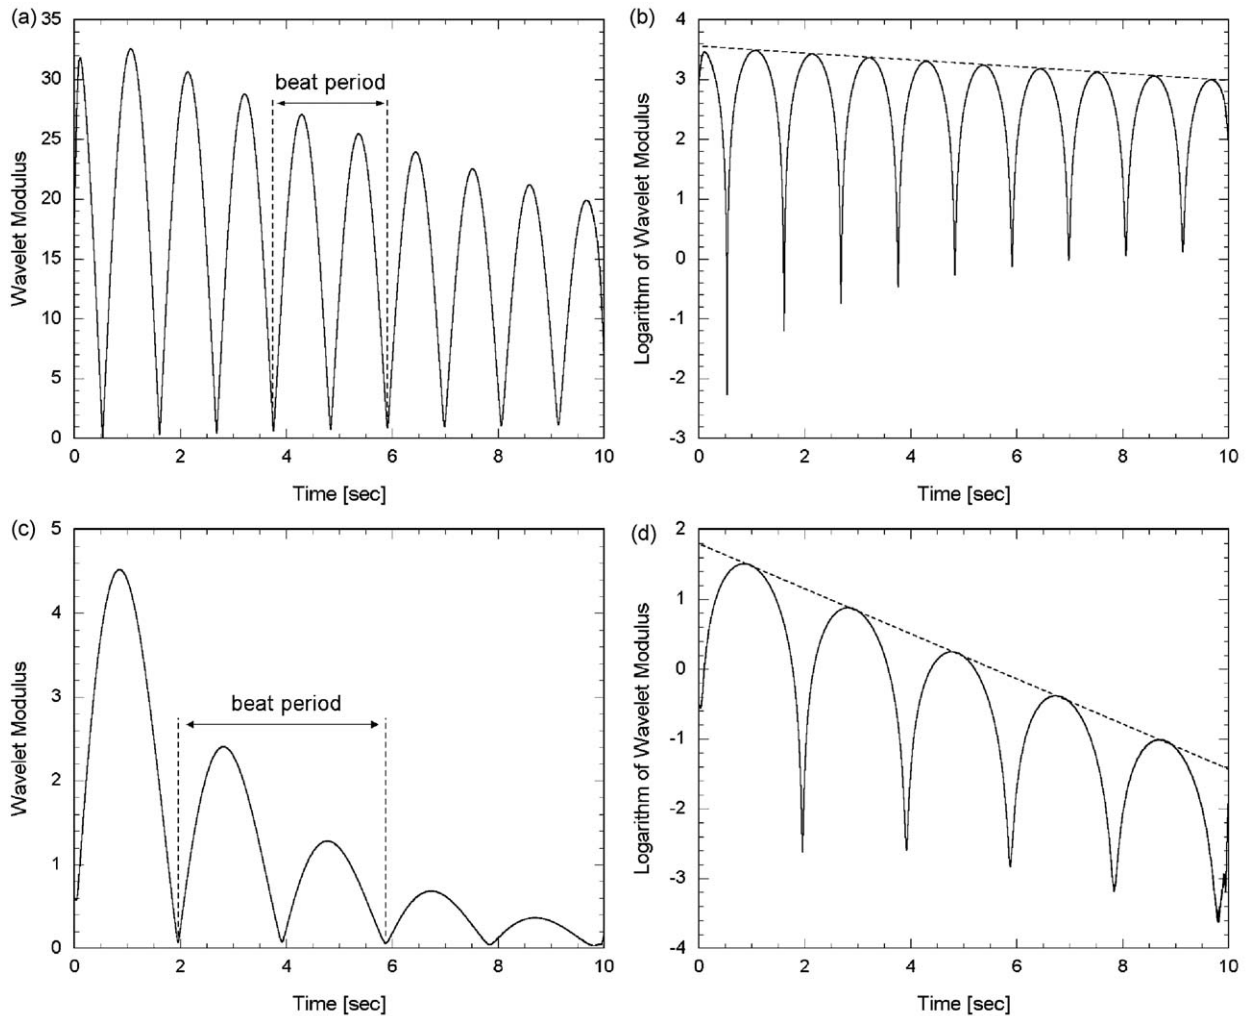 (a)
35
30
25
20
15
10
5
0
Wavelet Modulus
beat period
0 2 4 6 8 10
Time [sec]
(b)
4
3
2
1
0
-1
-2
-3
Logarithm of Wavelet Modulus
0 2 4 6 8 10
Time [sec]
(c)
5
4
3
2
1
0
Wavelet Modulus
beat period
0 2 4 6 8 10
Time [sec]
(d)
2
1
0
-1
-2
-3
-4
Logarithm of Wavelet Modulus
0 2 4 6 8 10
Time [sec]